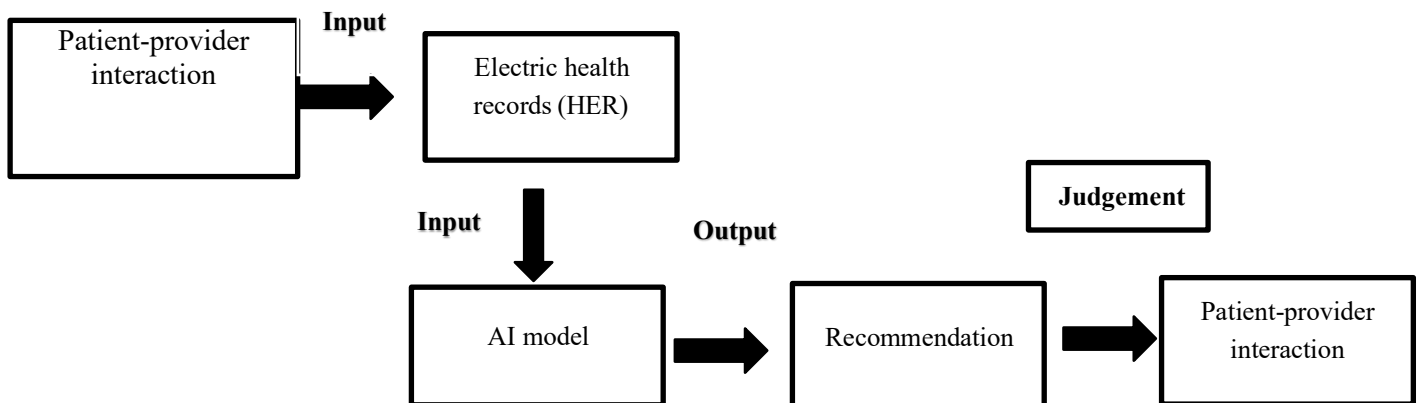 Input
Patient-provider
interaction
Electric health
records (HER)
Input
Output
Judgement
AI model
Recommendation
Patient-provider
interaction